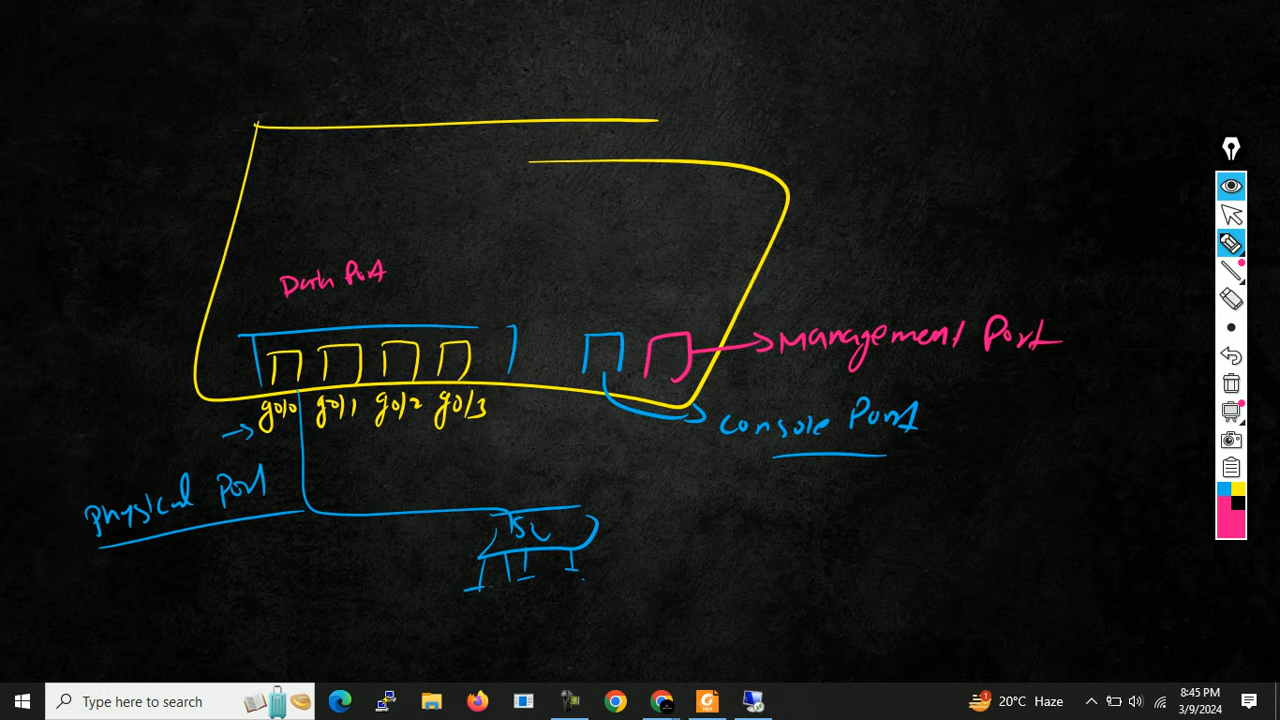 Data Port
Management Port
g0/0 g0/1 g0/2 g0/3
Console Port
Physical Port
Type here to search
20°C Haze
8:45 PM
3/9/2024